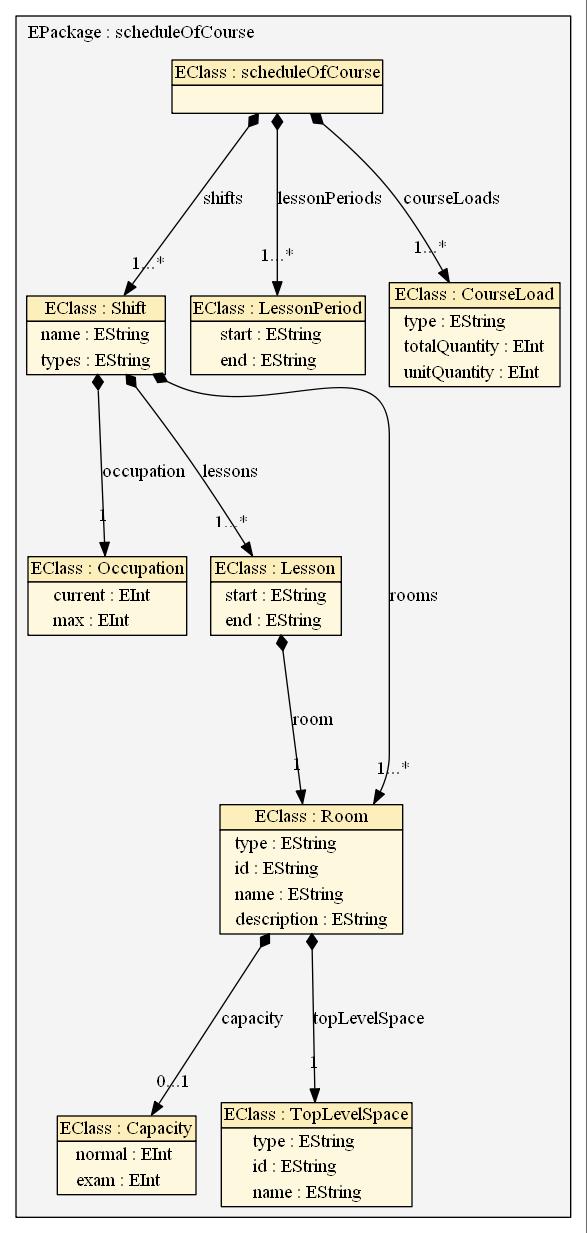 EPackage : scheduleOfCourse
EClass : scheduleOfCourse
shifts
lessonPeriods
courseLoads
1...*
1...*
1...*
EClass : Shift
name : EString
types : EString
EClass : LessonPeriod
start : EString
end : EString
EClass : CourseLoad
type : EString
totalQuantity : EInt
unitQuantity : EInt
occupation
lessons
1
1...*
EClass : Occupation
current : EInt
max : EInt
EClass : Lesson
start : EString
end : EString
rooms
room
1
1...*
EClass : Room
type : EString
id : EString
name : EString
description : EString
capacity
topLevelSpace
0...1
1
EClass : Capacity
normal : EInt
exam : EInt
EClass : TopLevelSpace
type : EString
id : EString
name : EString